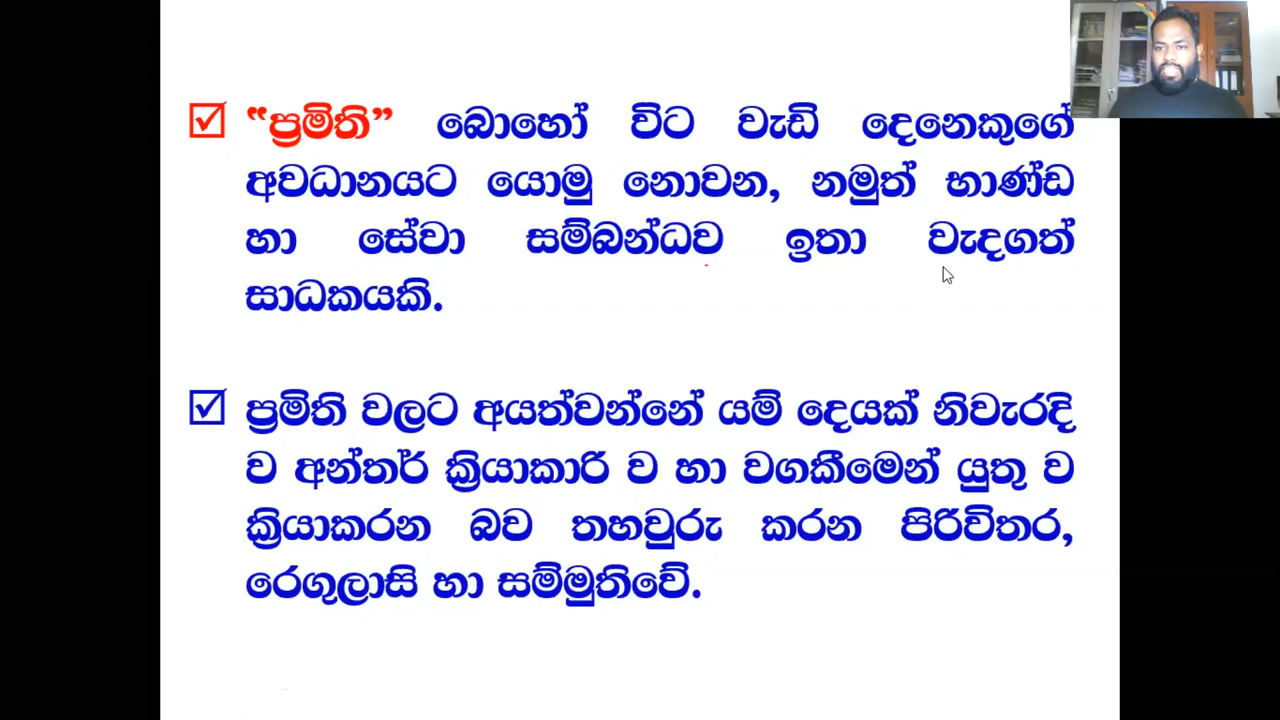 “ප්‍රමිති” බොහෝ විට වැඩි දෙනෙකුගේ
අවධානයට යොමු නොවන, නමුත් භාණ්ඩ
හා සේවා සම්බන්ධව ඉතා වැදගත්
සාධකයකි.
ප්‍රමිති වලට අයත්වන්නේ යම් දෙයක් නිවැරදි
ව අන්තර් ක්‍රියාකාරී ව හා වගකීමෙන් යුතු ව
ක්‍රියාකරන බව තහවුරු කරන පිරිවිතර,
රෙගුලාසි හා සම්මුතිවේ.